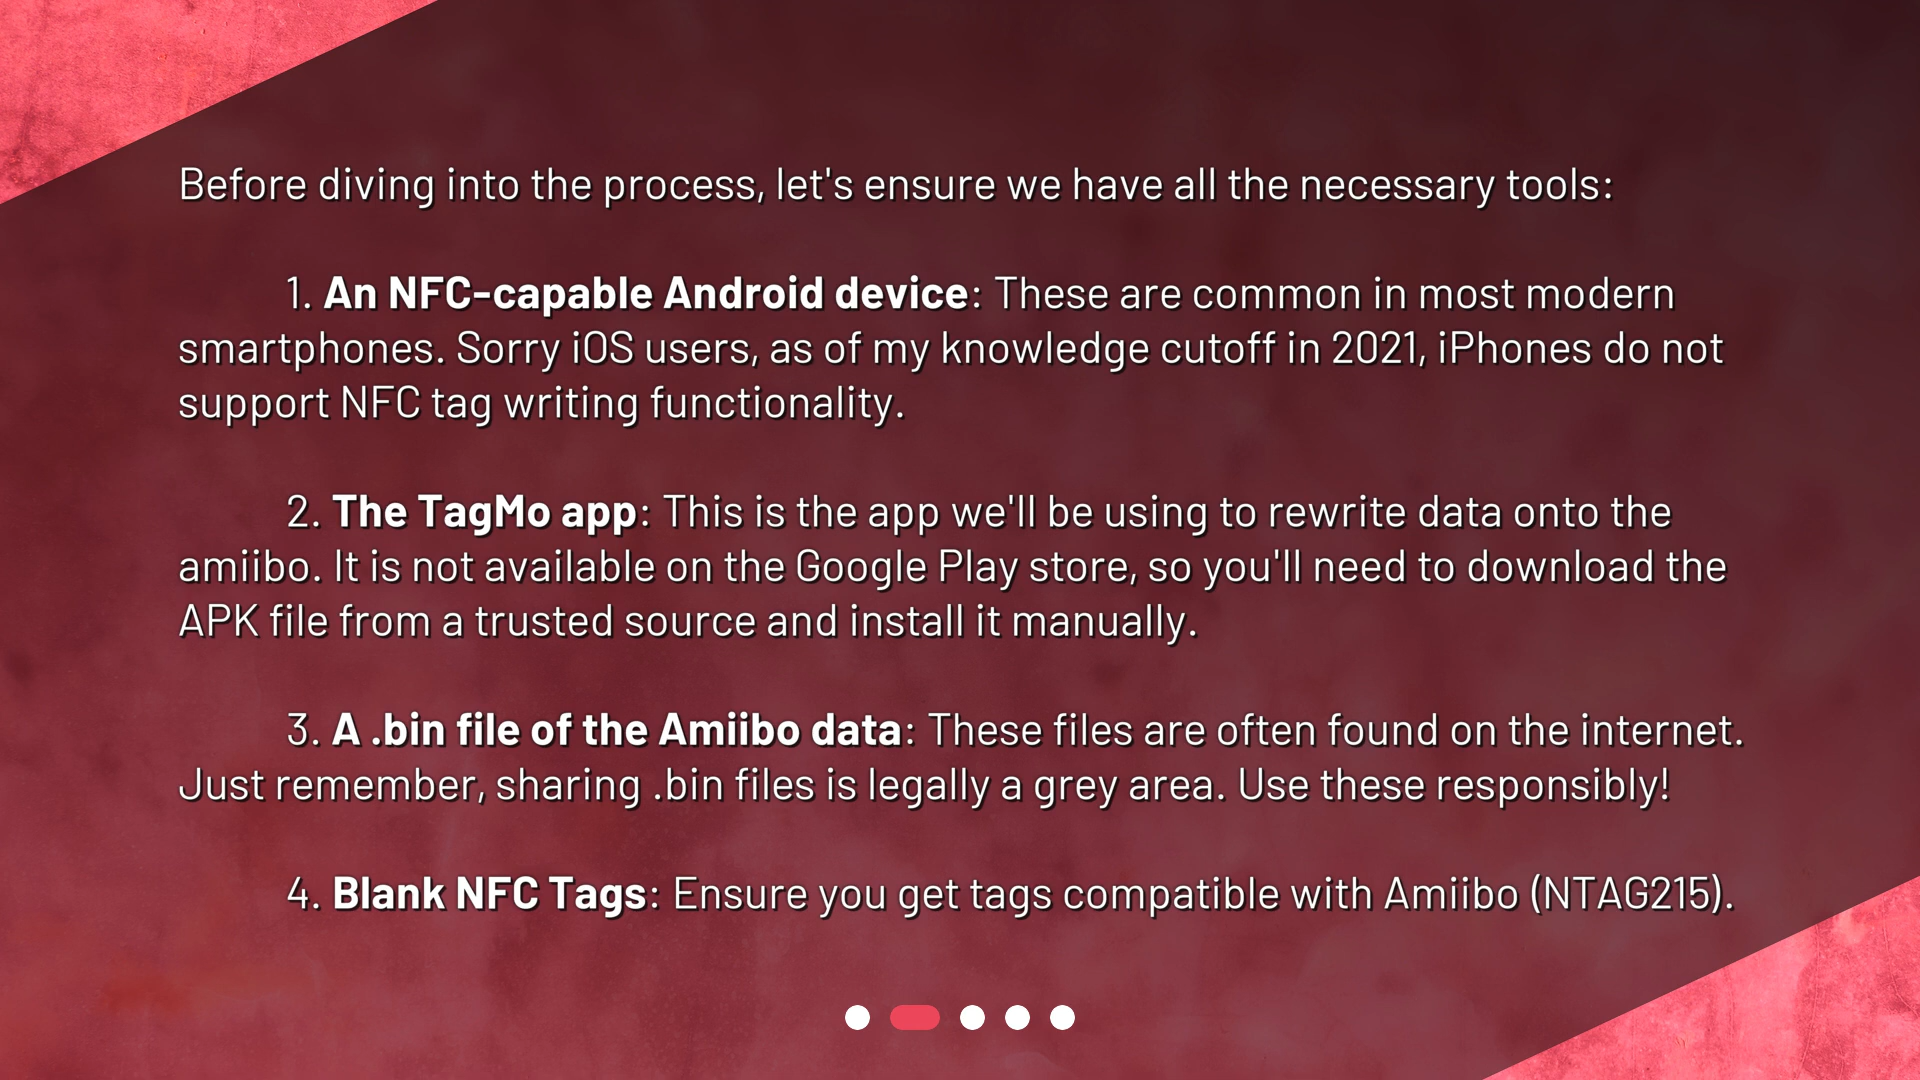 Before diving into the process, let's ensure we have all the necessary tools:
1. An NFC-capable Android device: These are common in most modern
smartphones. Sorry iOS users, as of my knowledge cutoff in 2021, iPhones do not
support NFC tag writing functionality.
2. The TagMo app: This is the app we'll be using to rewrite data onto the
amiibo. It is not available on the Google Play store, so you'll need to download the
APK file from a trusted source and install it manually.
3. A .bin file of the Amiibo data: These files are often found on the internet.
Just remember, sharing .bin files is legally a grey area. Use these responsibly!
4. Blank NFC Tags: Ensure you get tags compatible with Amiibo (NTAG215).